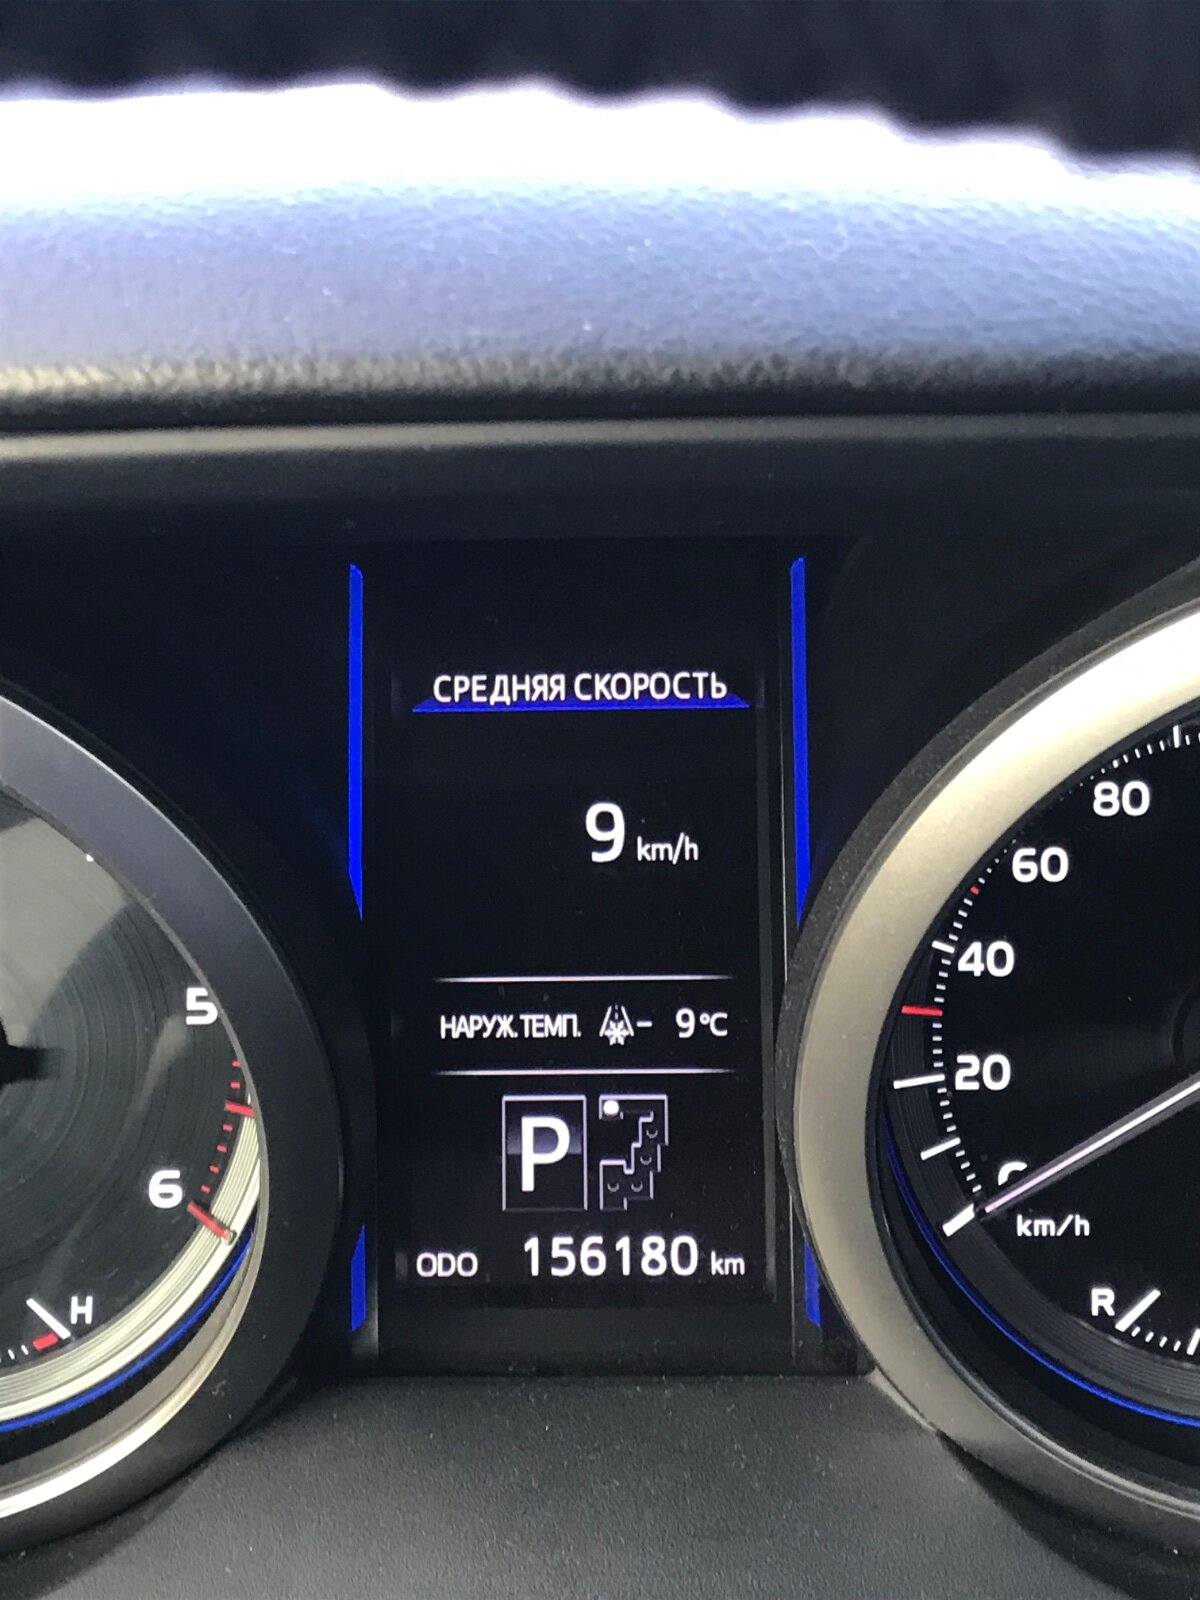 СРЕДНЯЯ СКОРОСТЬ
9 km/h
НАРУЖ. ТЕМП. - 9°C
P
ODO 156180 km
5
6
H
80
60
40
20
km/h
R